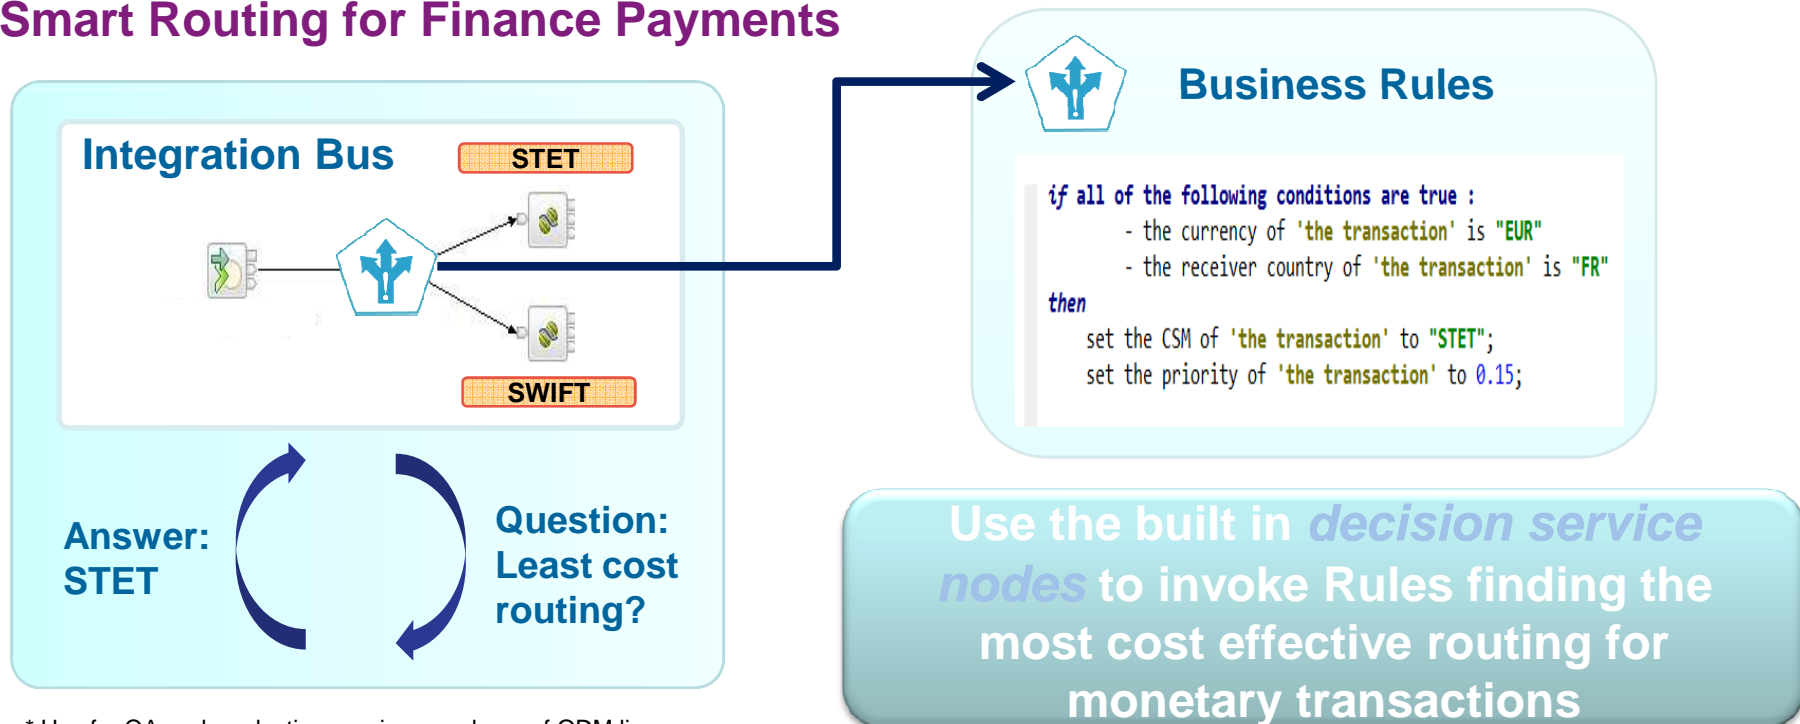 Smart Routing for Finance Payments
Integration Bus
STET
SWIFT
Answer:
STET
Question:
Least cost
routing?
Business Rules
if all of the following conditions are true :
- the currency of 'the transaction' is "EUR"
- the receiver country of 'the transaction' is "FR"
then
set the CSM of 'the transaction' to "STET";
set the priority of 'the transaction' to 0.15;
Use the built in decision service
nodes to invoke Rules finding the
most cost effective routing for
monetary transactions